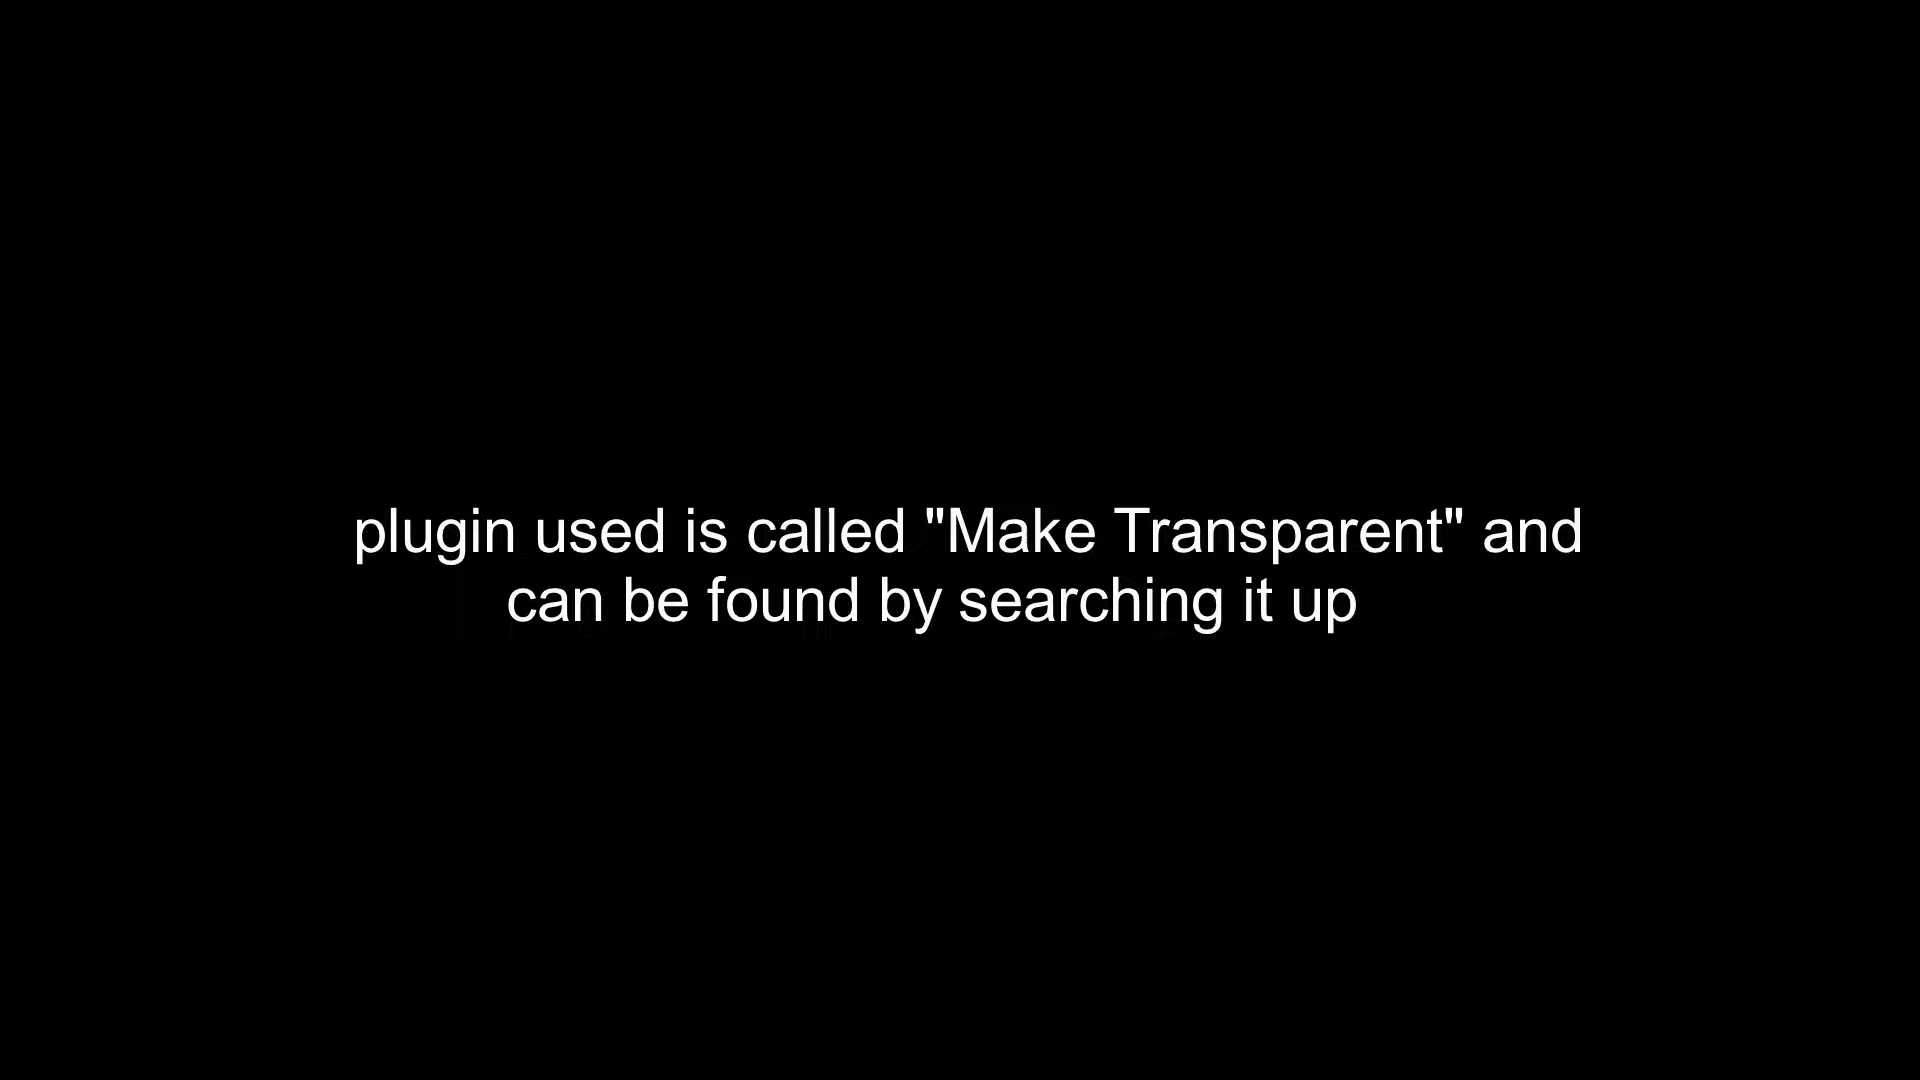 plugin used is called "Make Transparent" and
can be found by searching it up